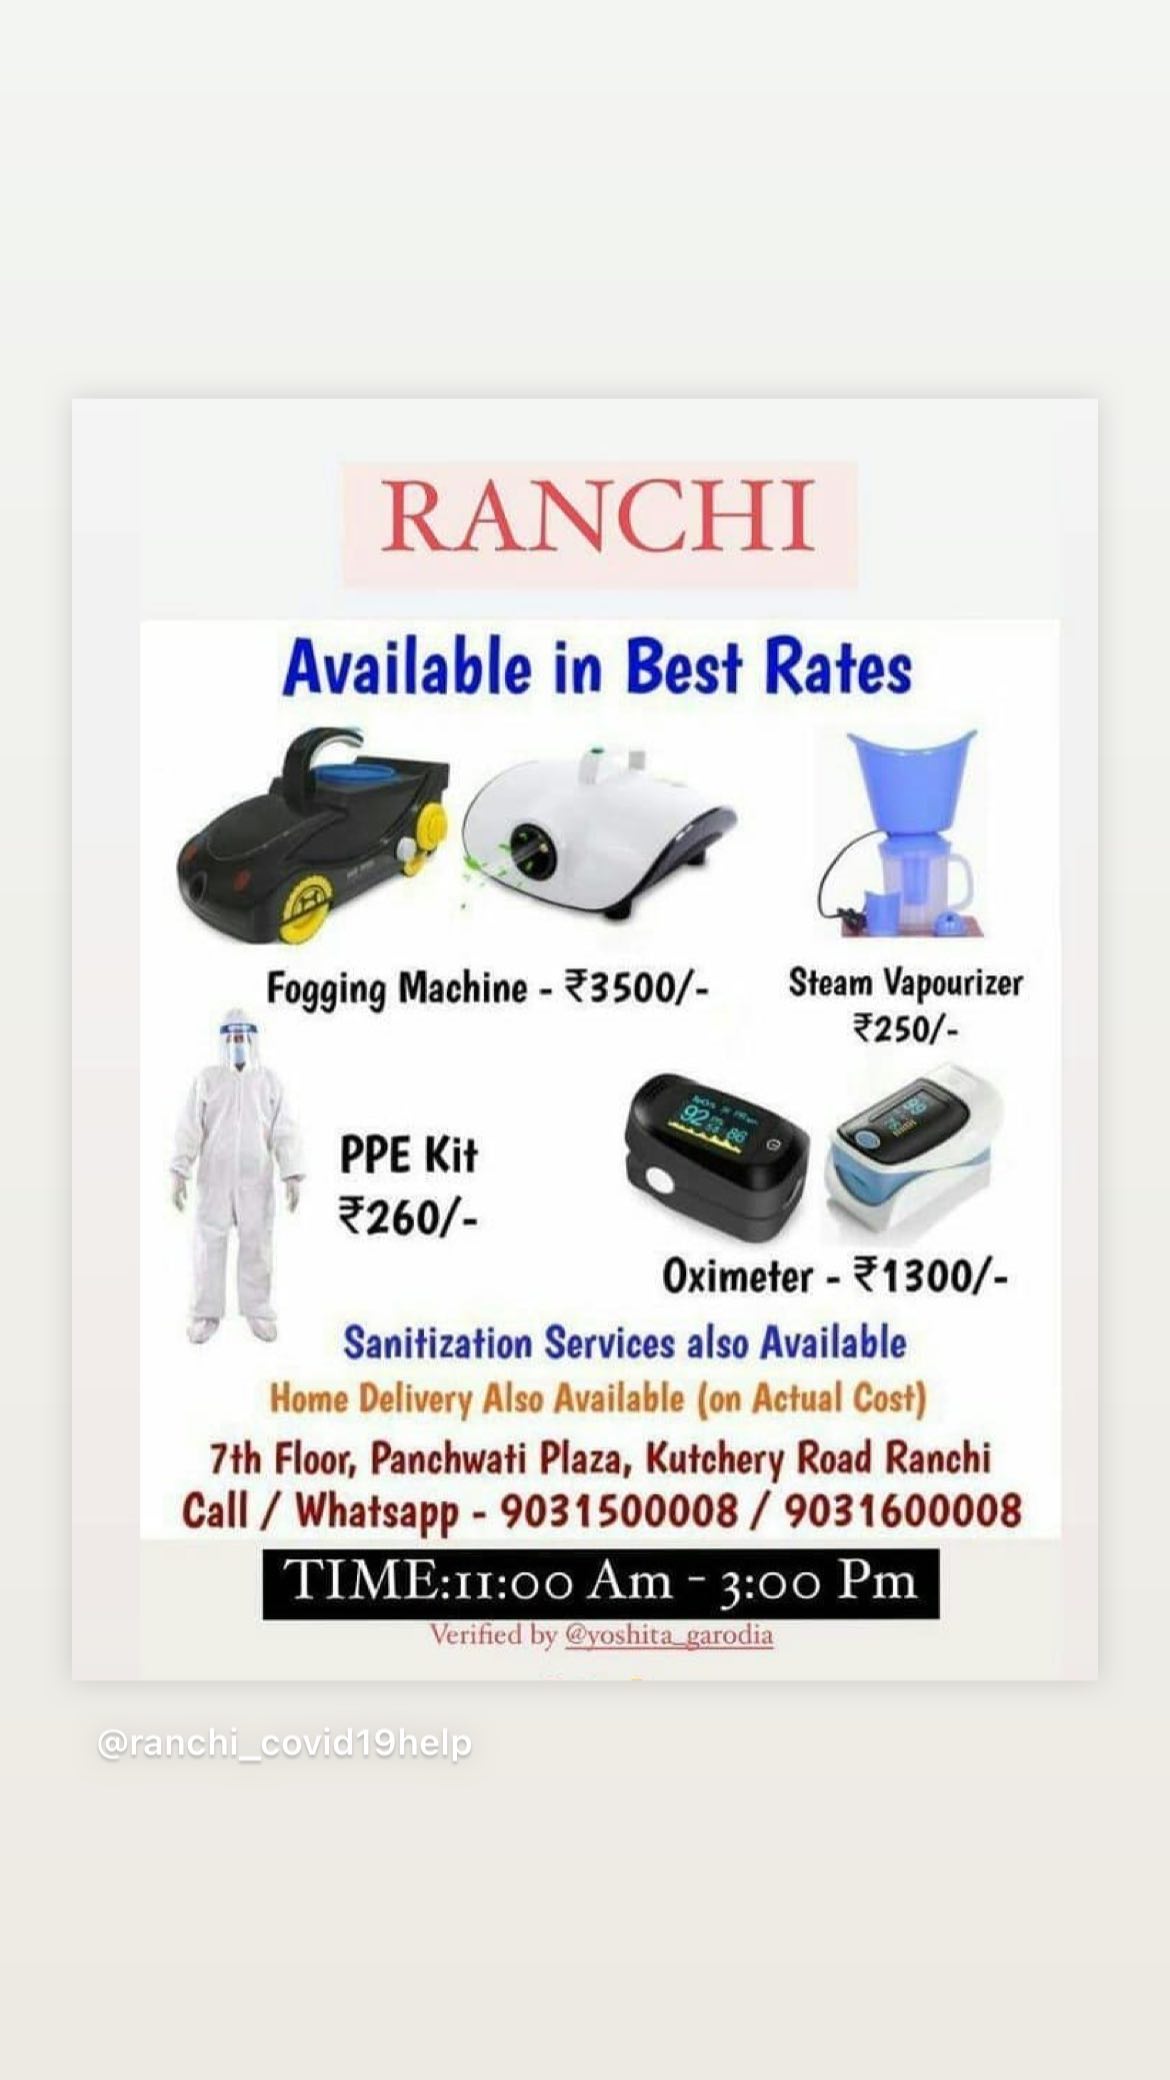 RANCHI
Available in Best Rates
Fogging Machine - ₹3500/-
Steam Vapourizer
₹250/-
PPE Kit
₹260/-
Oximeter - ₹1300/-
Sanitization Services also Available
Home Delivery Also Available (on Actual Cost)
7th Floor, Panchwati Plaza, Kutchery Road Ranchi
Call / Whatsapp - 9031500008 / 9031600008
TIME:11:00 Am - 3:00 Pm
Verified by @yoshita_garodia
@ranchi_covid19help